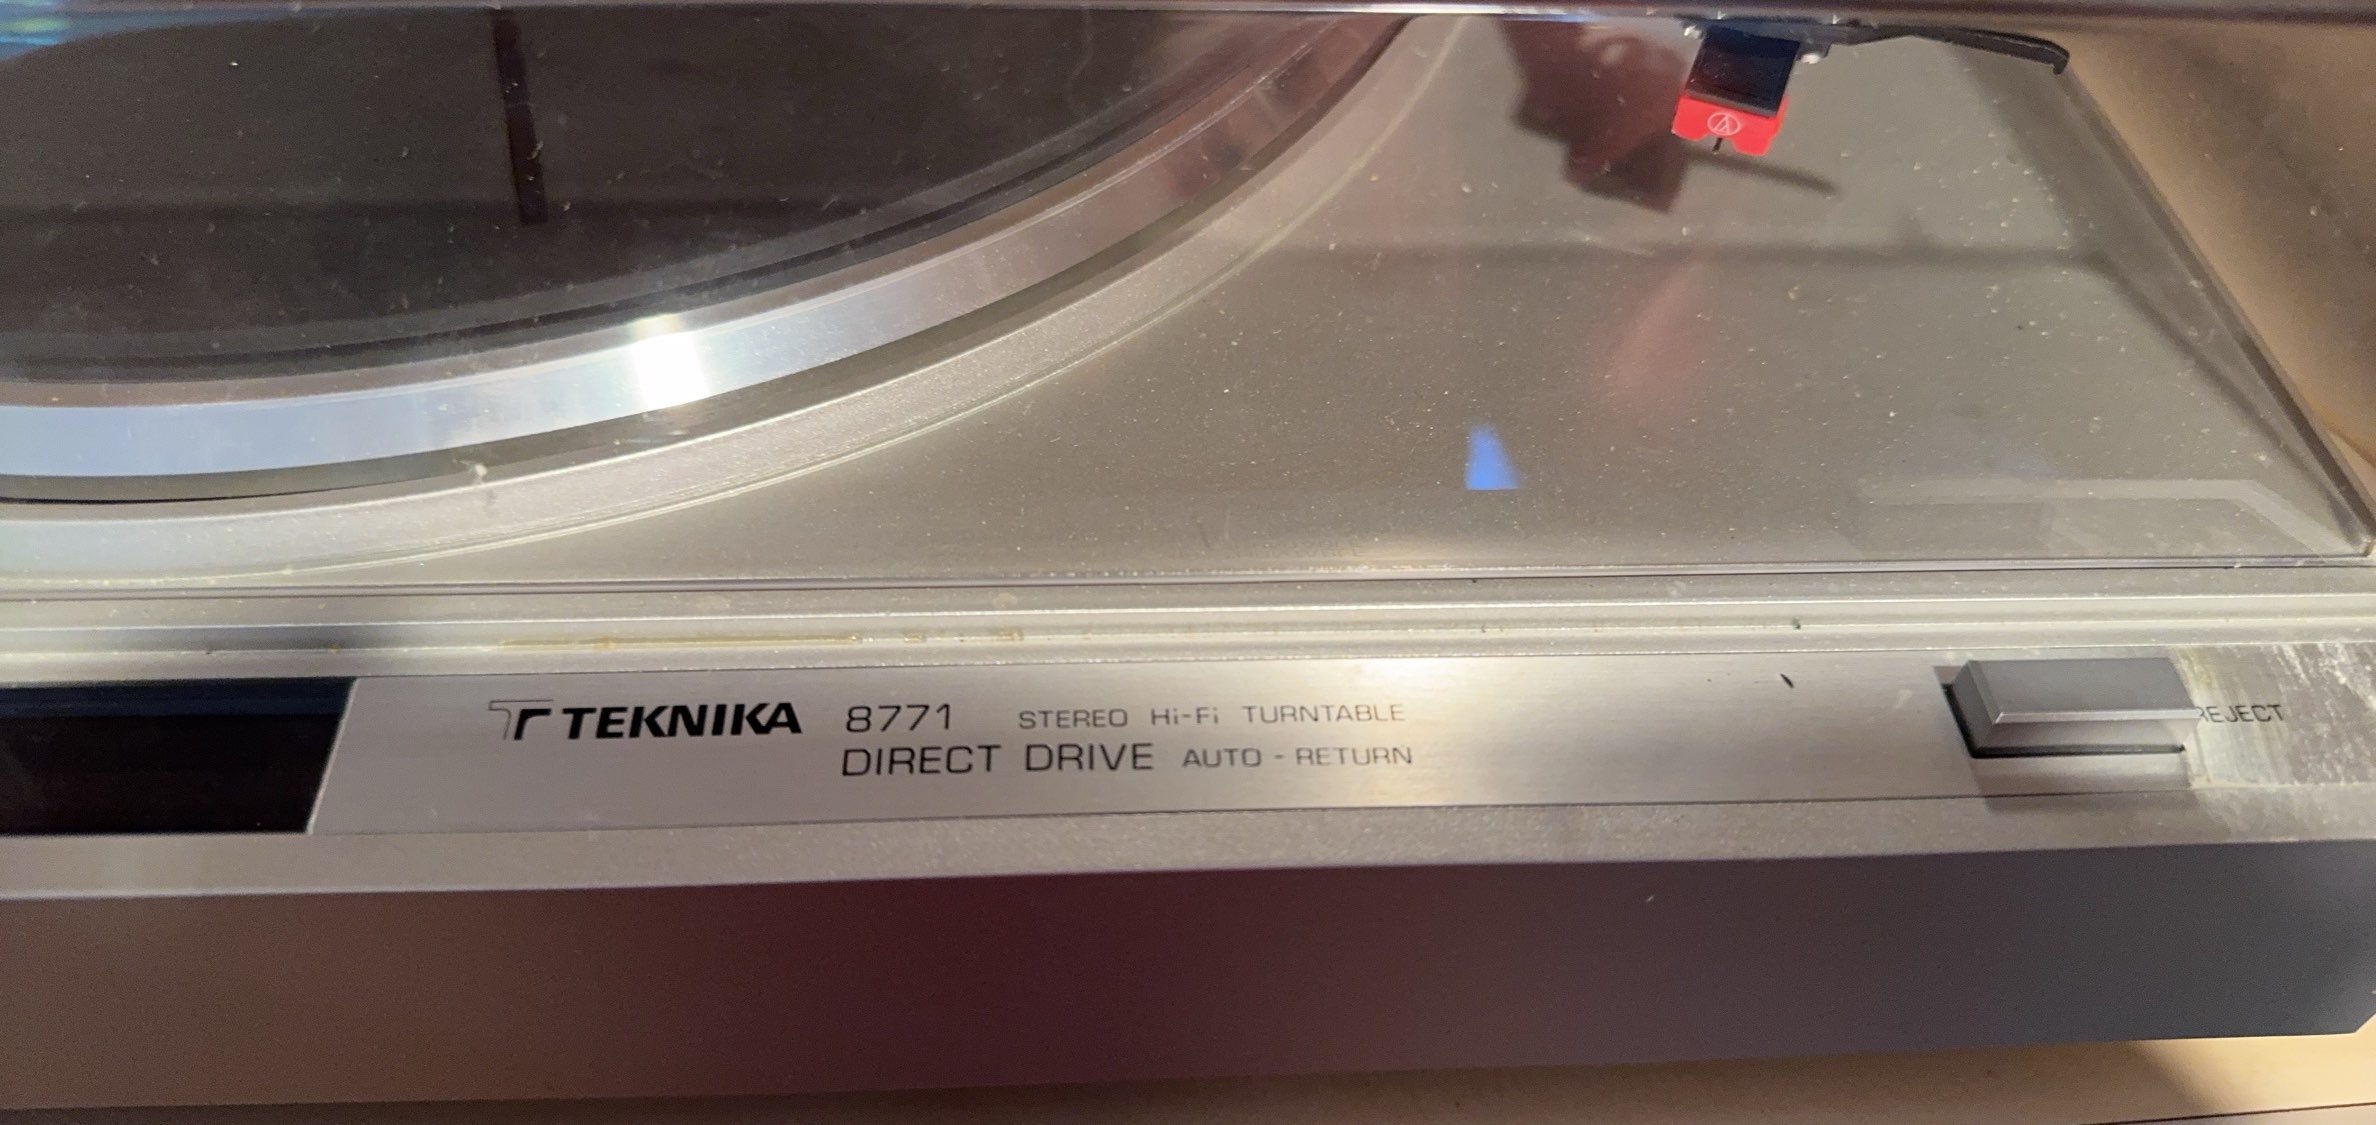 TEKNIKA 8771 STEREO Hi-Fi TURNTABLE
DIRECT DRIVE AUTO - RETURN
REJECT